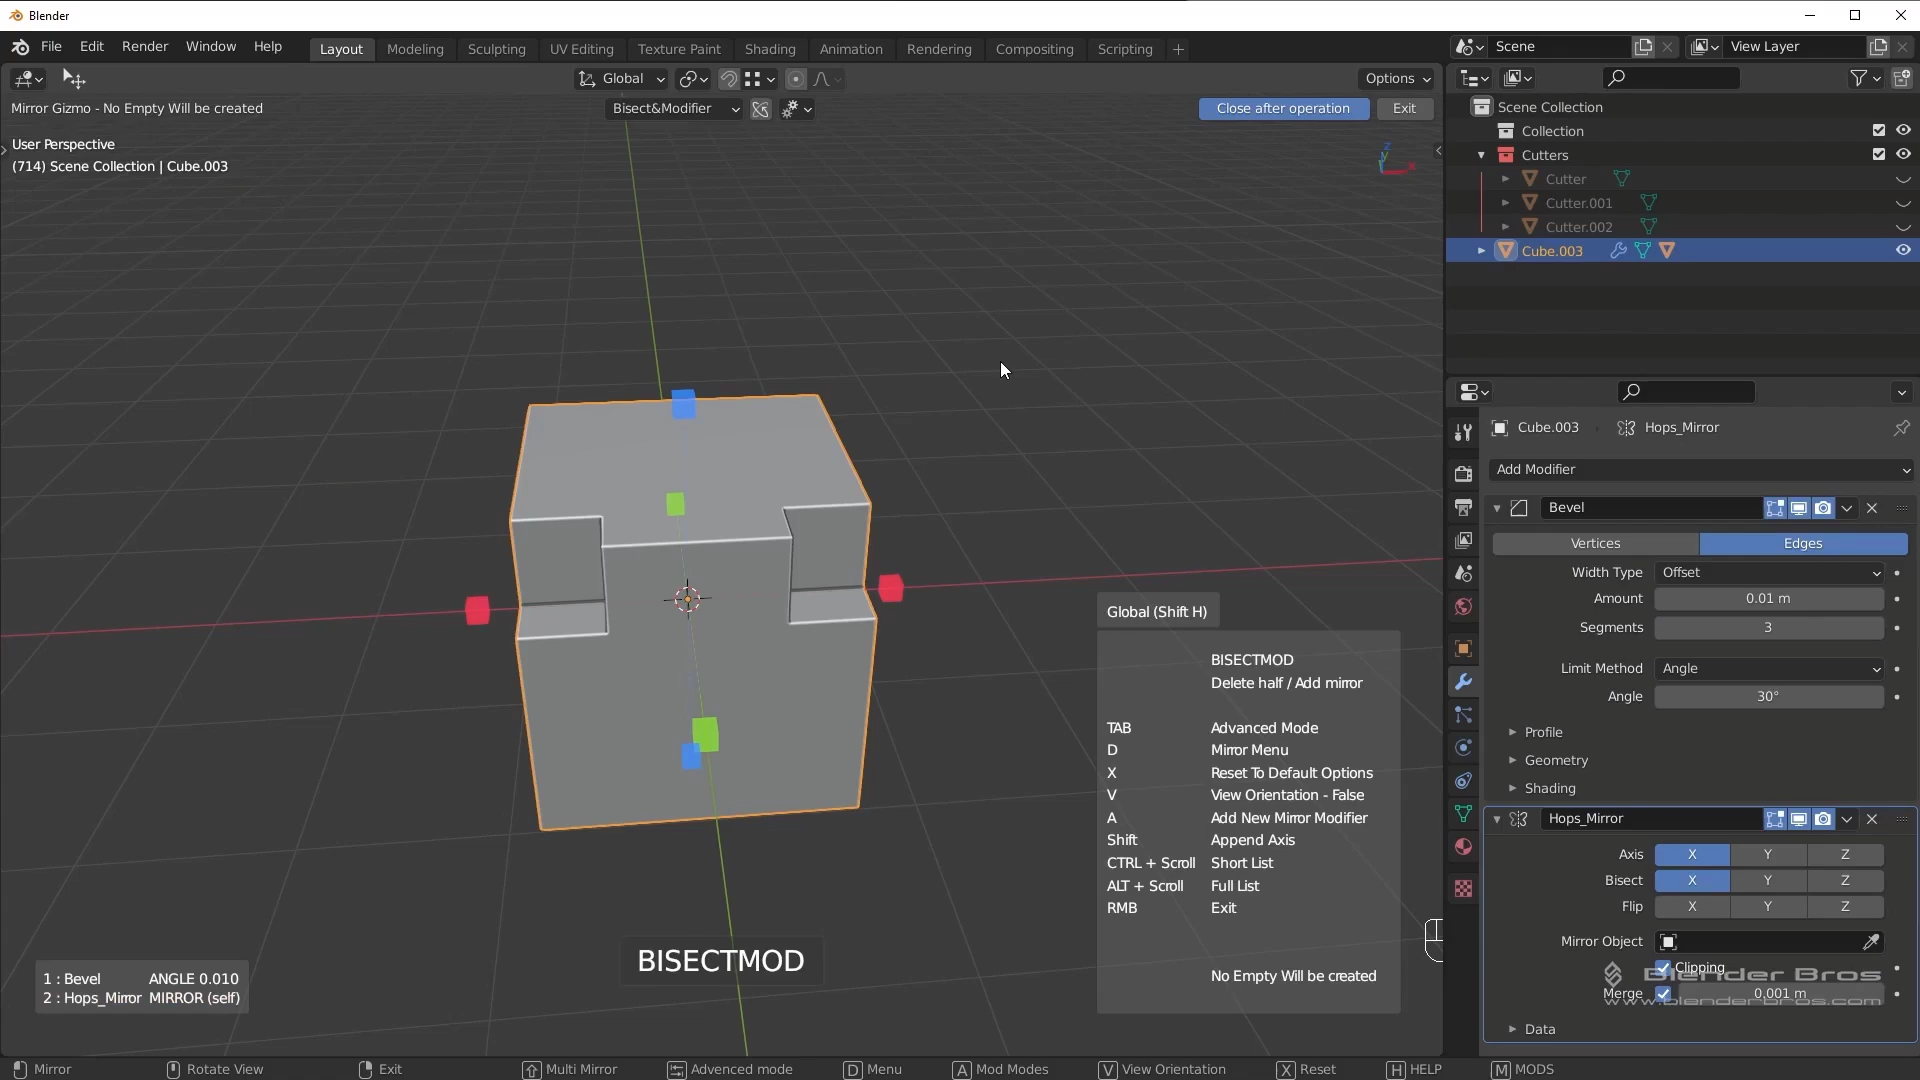 Blender
File Edit Render Window Help
Layout Modeling Sculpting UV Editing Texture Paint Shading Animation Rendering Compositing Scripting
Scene
View Layer
Global
Options
Mirror Gizmo - No Empty Will be created
Bisect&Modifier
Close after operation
Exit
User Perspective
(714) Scene Collection | Cube.003
Z
Y
Scene Collection
Collection
Cutters
Cutter
Cutter.001
Cutter.002
Cube.003
Cube.003 › Hops_Mirror
Add Modifier
Bevel
Vertices Edges
Width Type Offset
Amount 0.01 m
Segments 3
Limit Method Angle
Angle 30°
Profile
Geometry
Shading
Hops_Mirror
Axis X Y Z
Bisect X Y Z
Flip X Y Z
Mirror Object
Clipping
Merge 0.001 m
Data
Blender Bros
www.blenderbros.com
Global (Shift H)
BISECTMOD
Delete half / Add mirror
TAB Advanced Mode
D Mirror Menu
X Reset To Default Options
V View Orientation - False
A Add New Mirror Modifier
Shift Append Axis
CTRL + Scroll Short List
ALT + Scroll Full List
RMB Exit
No Empty Will be created
BISECTMOD
1 : Bevel ANGLE 0.010
2 : Hops_Mirror MIRROR (self)
Mirror Rotate View Exit Multi Mirror Advanced mode D Menu A Mod Modes V View Orientation X Reset H HELP M MODS